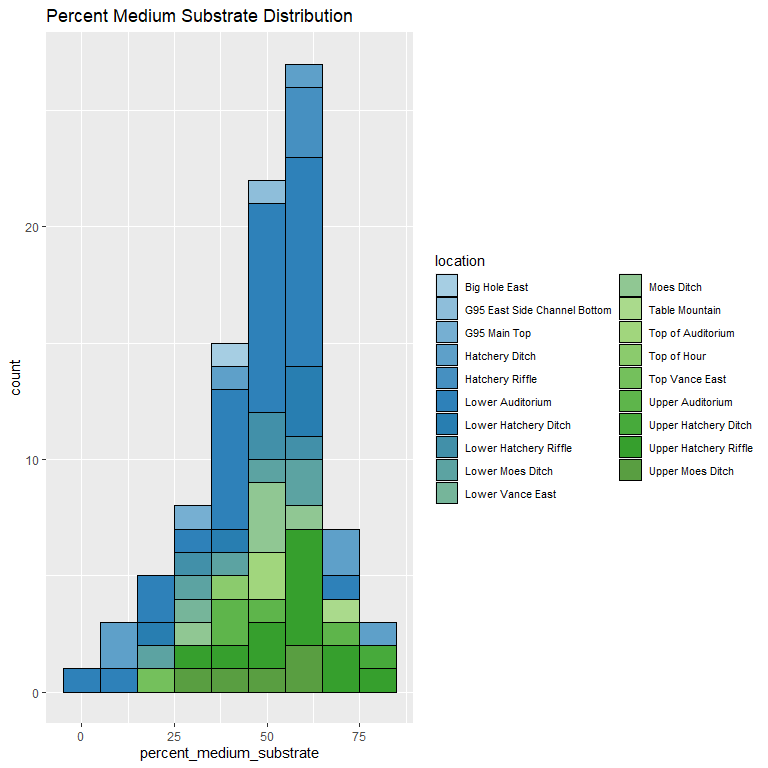 Percent Medium Substrate Distribution
count
20
10
0
0 25 50 75
percent_medium_substrate
location
Big Hole East
G95 East Side Channel Bottom
G95 Main Top
Hatchery Ditch
Hatchery Riffle
Lower Auditorium
Lower Hatchery Ditch
Lower Hatchery Riffle
Lower Moes Ditch
Lower Vance East
Moes Ditch
Table Mountain
Top of Auditorium
Top of Hour
Top Vance East
Upper Auditorium
Upper Hatchery Ditch
Upper Hatchery Riffle
Upper Moes Ditch